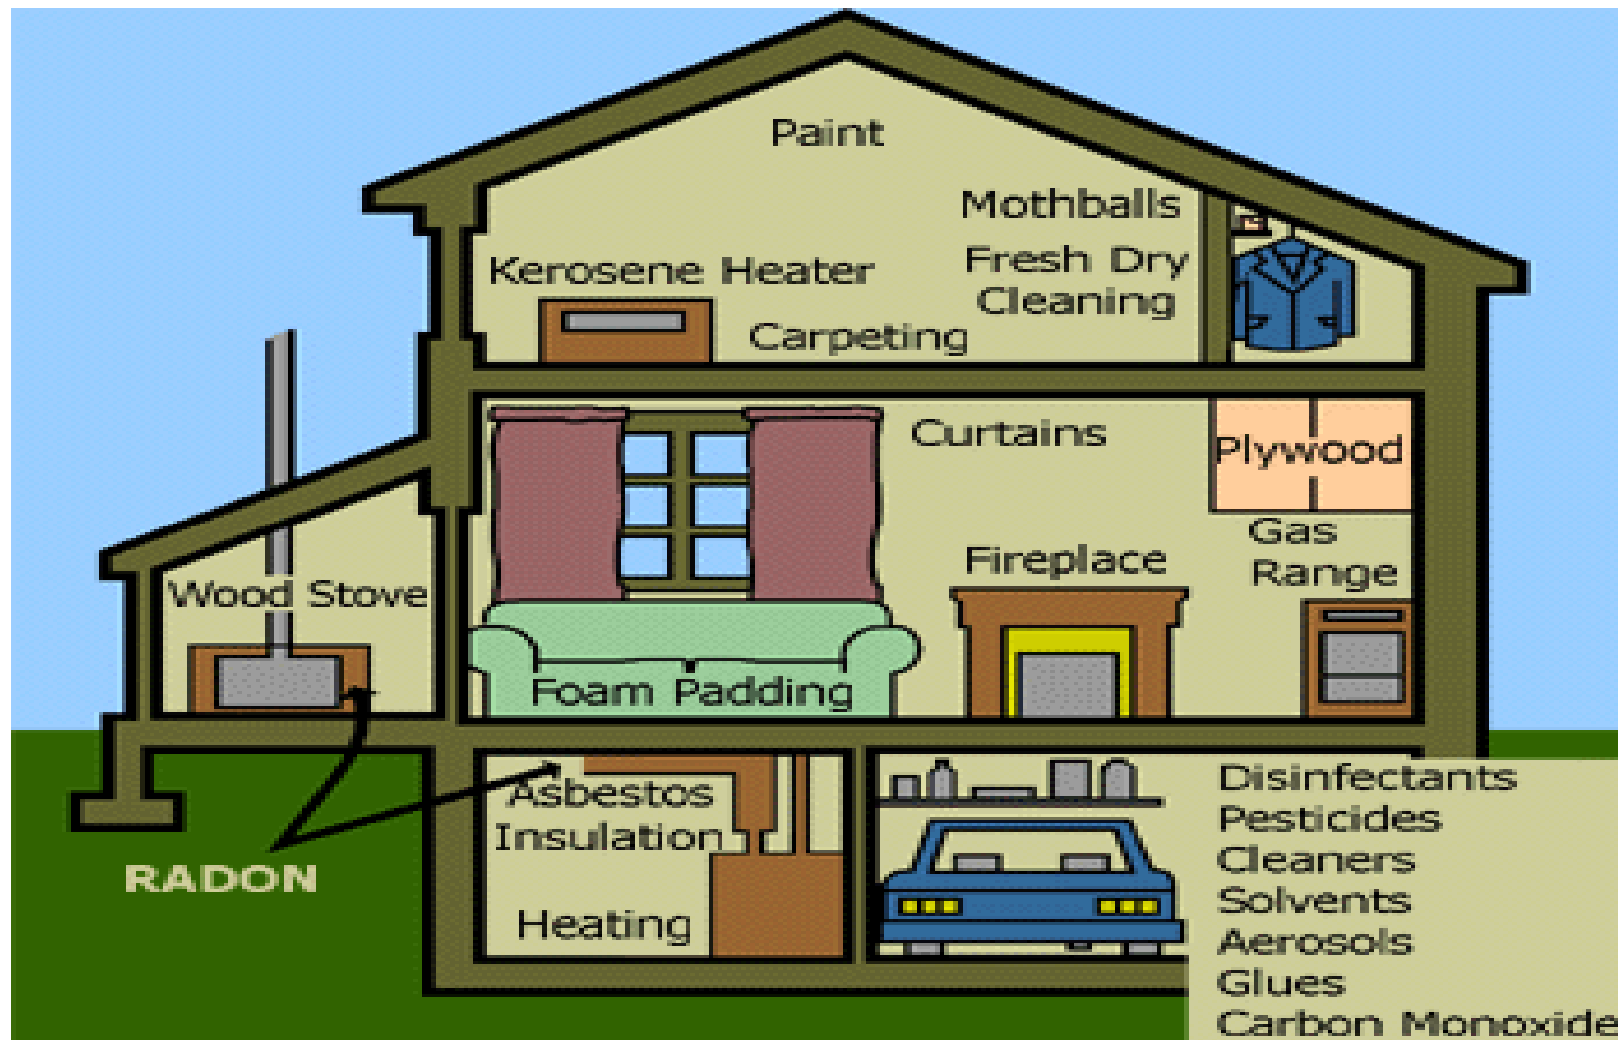 Paint
Mothballs
Fresh Dry
Cleaning
Kerosene Heater
Carpeting
Curtains
Plywood
Gas
Range
Fireplace
Wood Stove
Foam Padding
Asbestos
Insulation
Heating
RADON
Disinfectants
Pesticides
Cleaners
Solvents
Aerosols
Glues
Carbon Monoxide